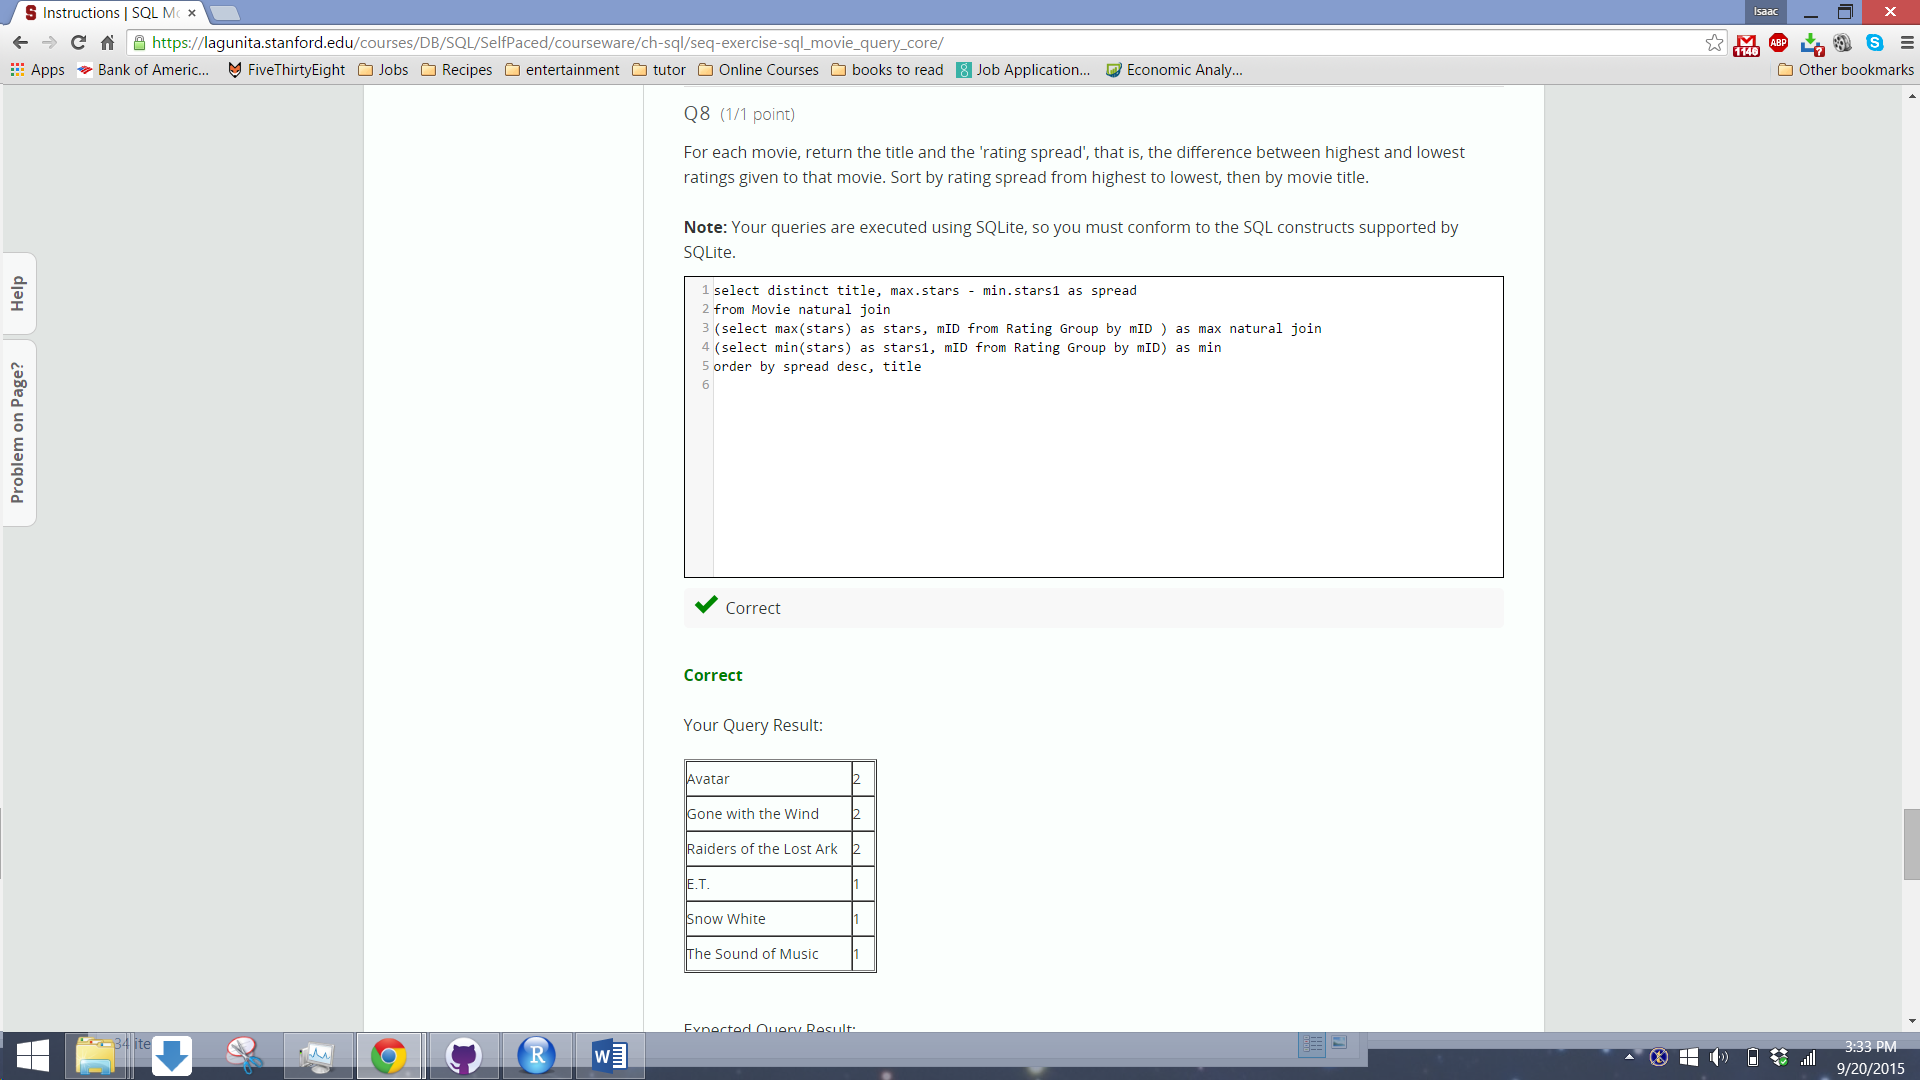 Instructions | SQL Mo
Isaac
https://lagunita.stanford.edu/courses/DB/SQL/SelfPaced/courseware/ch-sql/seq-exercise-sql_movie_query_core/
1146
ABP
?
Apps
Bank of Americ...
FiveThirtyEight
Jobs
Recipes
entertainment
tutor
Online Courses
books to read
Job Application...
Economic Analy...
Other bookmarks
Help
Problem on Page?
Q8 (1/1 point)
For each movie, return the title and the 'rating spread', that is, the difference between highest and lowest
ratings given to that movie. Sort by rating spread from highest to lowest, then by movie title.
Note: Your queries are executed using SQLite, so you must conform to the SQL constructs supported by
SQLite.
1 select distinct title, max.stars - min.stars1 as spread
2 from Movie natural join
3 (select max(stars) as stars, mID from Rating Group by mID ) as max natural join
4 (select min(stars) as stars1, mID from Rating Group by mID) as min
5 order by spread desc, title
6
Correct
Correct
Your Query Result:
Avatar 2
Gone with the Wind 2
Raiders of the Lost Ark 2
E.T. 1
Snow White 1
The Sound of Music 1
Expected Query Result:
34 ite
3:33 PM
9/20/2015